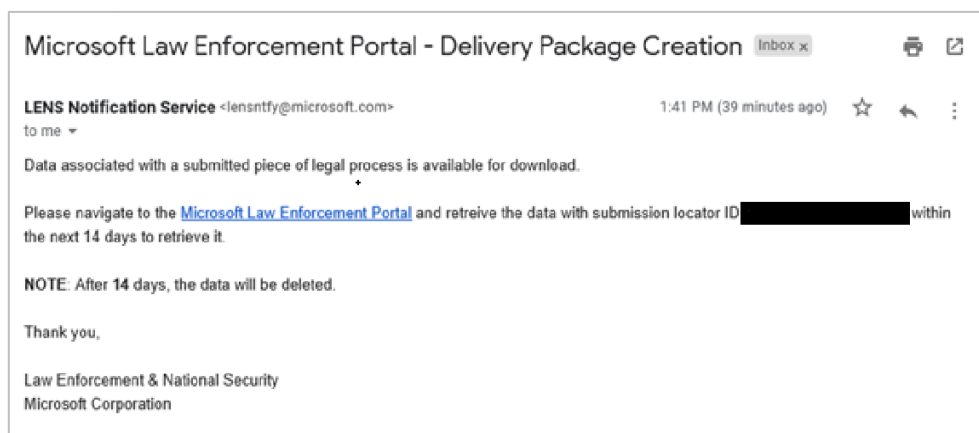 Microsoft Law Enforcement Portal - Delivery Package Creation Inbox x
LENS Notification Service <lensntfy@microsoft.com> 1:41 PM (39 minutes ago)
to me
Data associated with a submitted piece of legal process is available for download.
Please navigate to the Microsoft Law Enforcement Portal and retreive the data with submission locator ID within
the next 14 days to retrieve it.
NOTE: After 14 days, the data will be deleted.
Thank you,
Law Enforcement & National Security
Microsoft Corporation